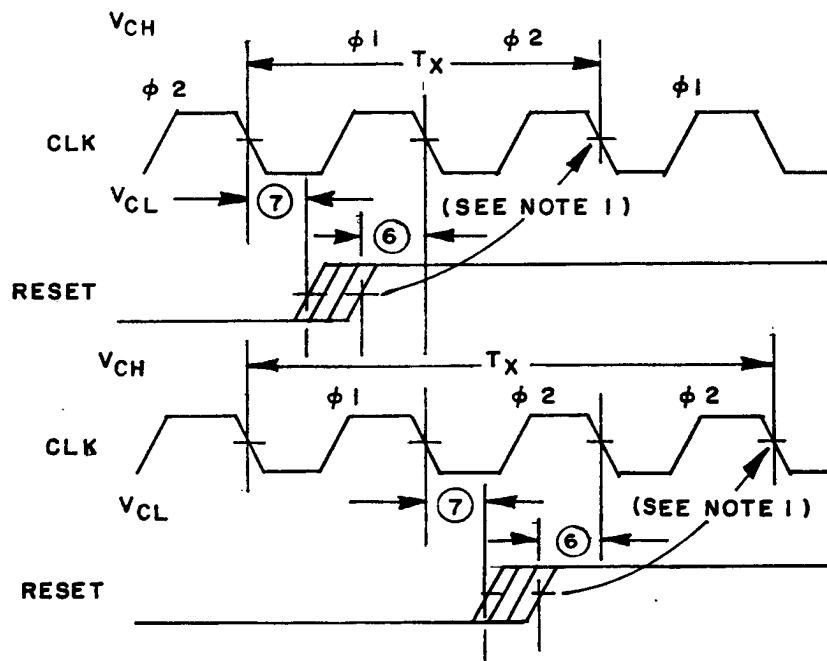 VCH
ϕ1 ϕ2
TX
ϕ2 ϕ1
CLK
VCL 7 (SEE NOTE 1)
6
RESET
VCH TX
ϕ1 ϕ2 ϕ2
CLK
VCL 7 (SEE NOTE 1)
6
RESET